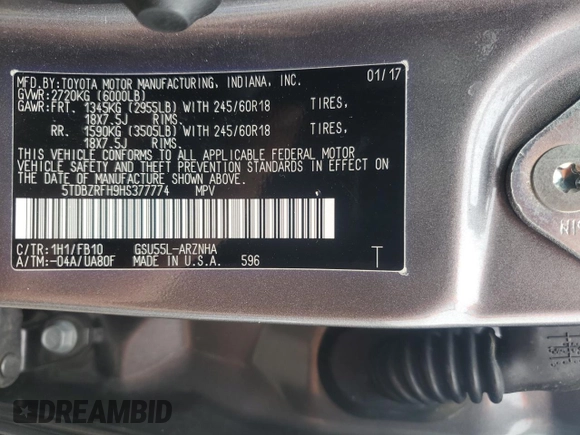 MFD.BY:TOYOTA MOTOR MANUFACTURING, INDIANA, INC. 01/17
GVWR:2720KG (6000LB)
GAWR:FRT. 1345KG (2955LB) WITH 245/60R18 TIRES,
18X7.5J RIMS.
RR. 1590KG (3505LB) WITH 245/60R18 TIRES,
18X7.5J RIMS.
THIS VEHICLE CONFORMS TO ALL APPLICABLE FEDERAL MOTOR
VEHICLE SAFETY AND THEFT PREVENTION STANDARDS IN EFFECT
ON THE DATE OF MANUFACTURE SHOWN ABOVE.
5TDBZRFH9HS377774 MPV
C/TR:1H1/FB10 GSU55L-ARZNHA
A/TM:-04A/UA80F MADE IN U.S.A. 596 T
DREAMBID